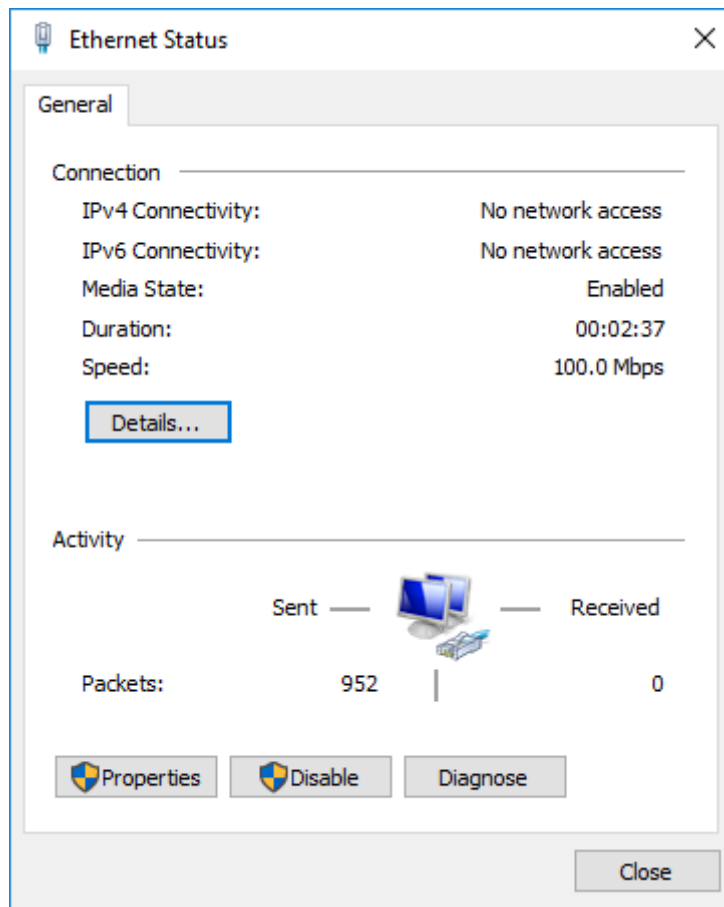 Ethernet Status
General
Connection
IPv4 Connectivity: No network access
IPv6 Connectivity: No network access
Media State: Enabled
Duration: 00:02:37
Speed: 100.0 Mbps
Details...
Activity
Sent Received
Packets: 952 0
Properties Disable Diagnose
Close